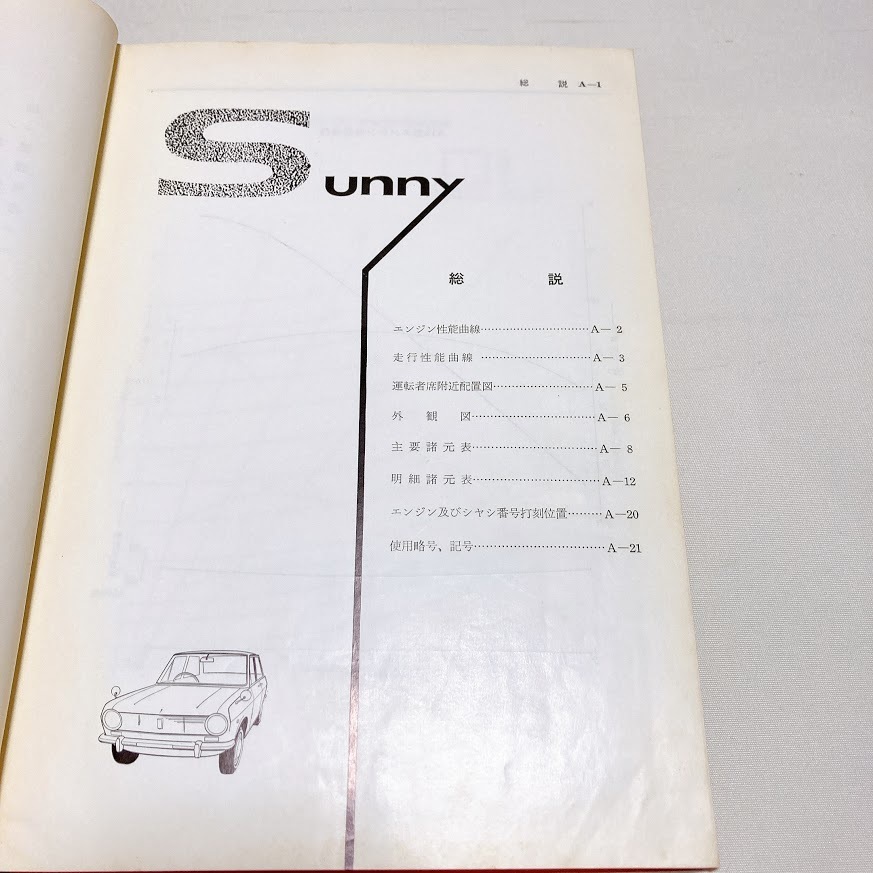 総 説 A—1
Sunny
総 説
エンジン性能曲線…………………………A— 2
走行性能曲線 …………………………A— 3
運転者席附近配置図………………………A— 5
外 観 図……………………………A— 6
主要諸元表……………………………A— 8
明細諸元表……………………………A—12
エンジン及びシヤシ番号打刻位置………A—20
使用略号、記号……………………………A—21